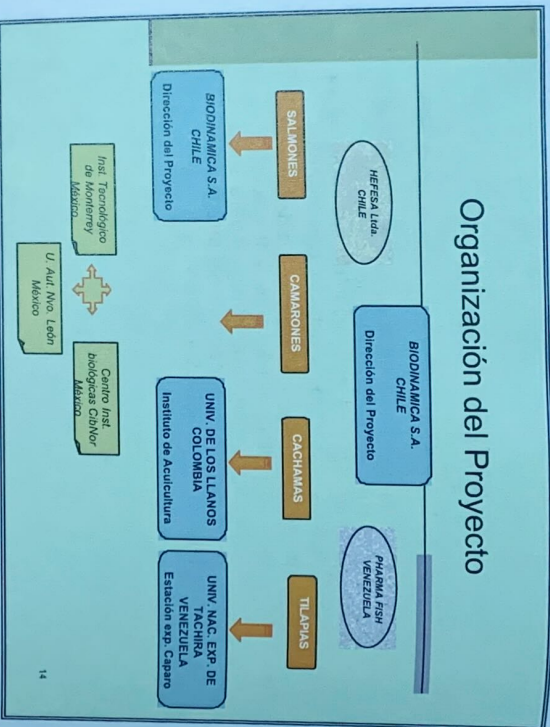 Organización del Proyecto
BIODINAMICA S.A.
CHILE
Dirección del Proyecto
HEFESA Ltda.
CHILE
PHARMA FISH
VENEZUELA
SALMONES
CAMARONES
CACHAMAS
TILAPIAS
BIODINAMICA S.A.
CHILE
Dirección del Proyecto
UNIV. DE LOS LLANOS
COLOMBIA
Instituto de Acuicultura
UNIV. NAC. EXP. DE
TACHIRA
VENEZUELA
Estación exp. Caparo
Inst. Tecnológico
de Monterrey
México
Centro Inst.
biológicas CibNor
México
U. Aut. Nvo. León
México
14